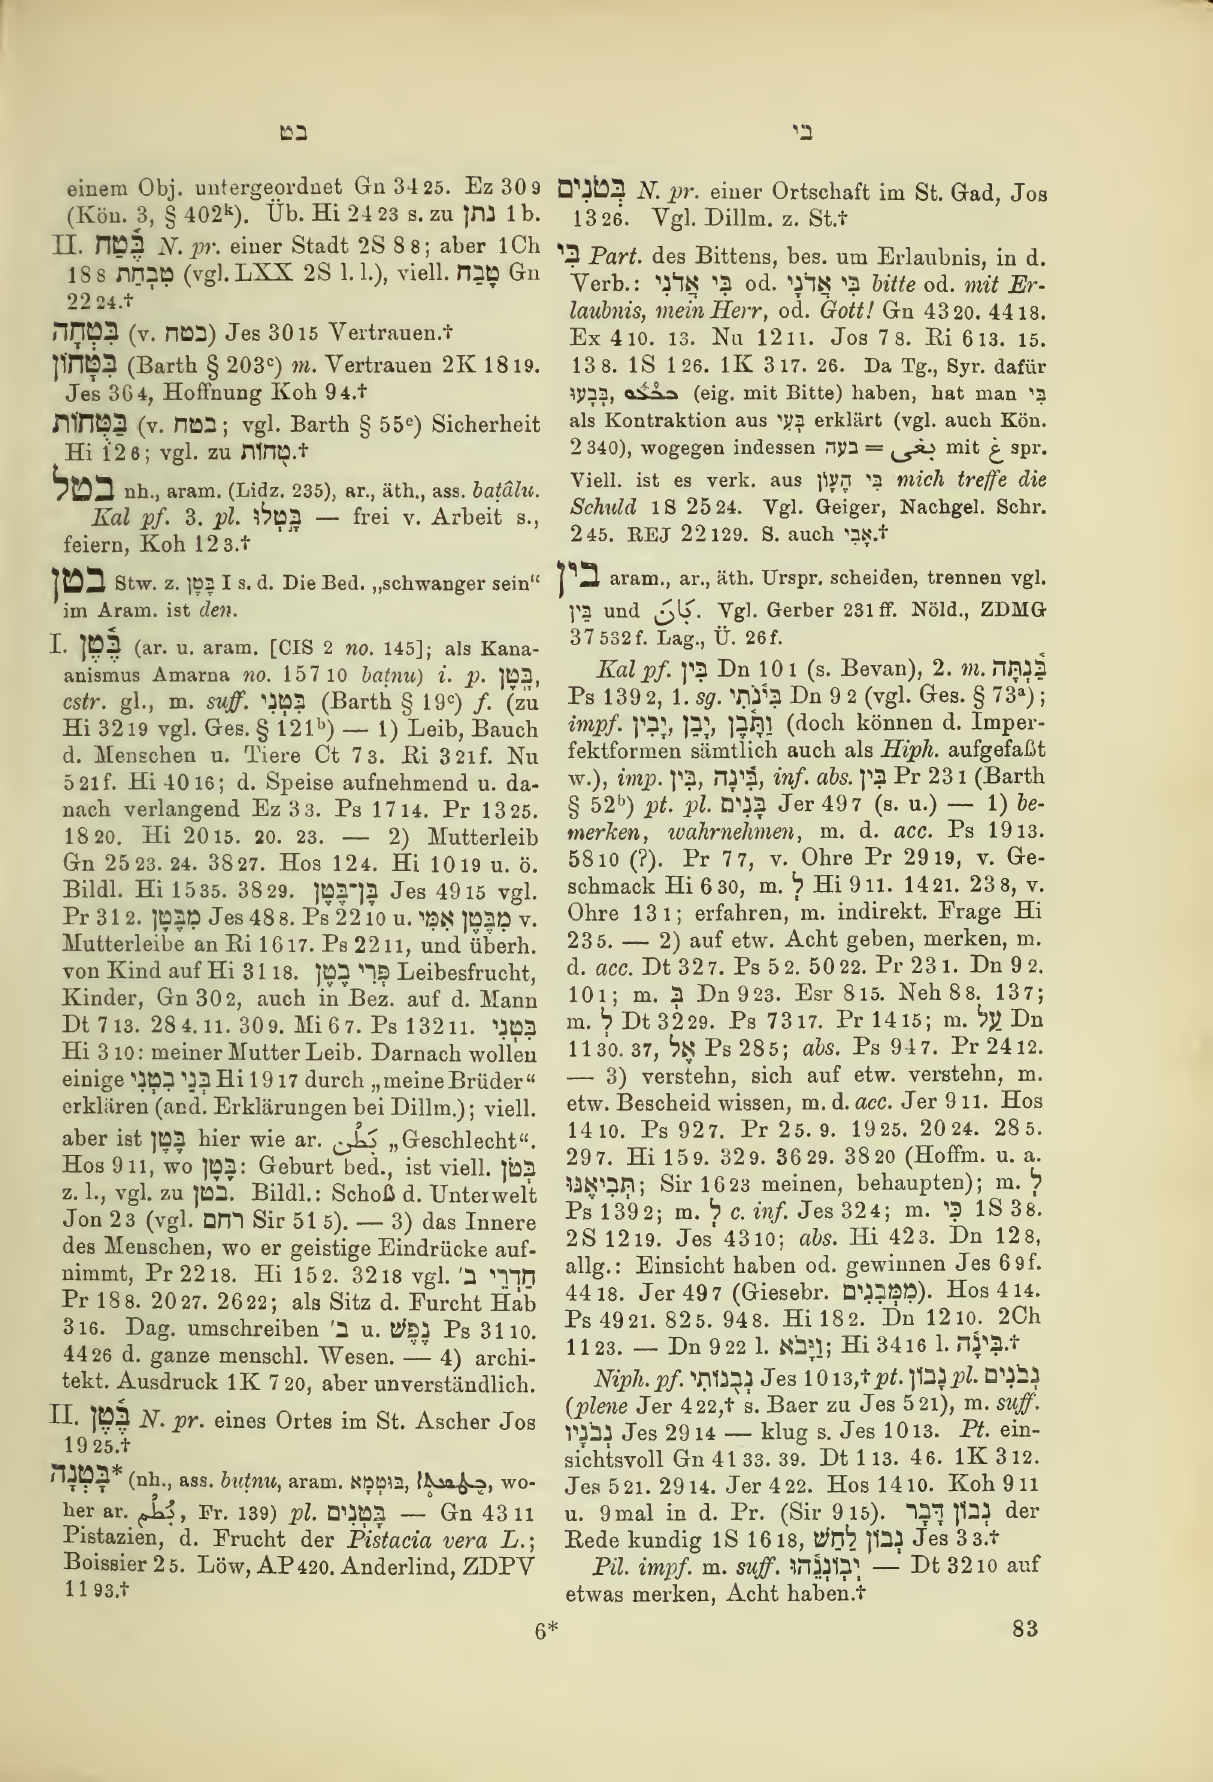 בט
בי
einem Obj. untergeordnet Gn 34 25. Ez 30 9
(Kön. 3, § 402ᵏ). Üb. Hi 24 23 s. zu נתן 1 b.
II. בֶּ֫טַח N. pr. einer Stadt 2S 8 8; aber 1Ch
18 8 טִבְחַת (vgl. LXX 2S l. l.), viell. טֶבַח Gn
22 24.†
בִּטְחָה (v. בטח) Jes 30 15 Vertrauen.†
בִּטָּחוֹן (Barth § 203ᶜ) m. Vertrauen 2K 18 19.
Jes 36 4, Hoffnung Koh 9 4.†
בַּטֻּחוֹת (v. בטח; vgl. Barth § 55ᵉ) Sicherheit
Hi 12 6; vgl. zu טֻחוֹת.†
בטל nh., aram. (Lidz. 235), ar., äth., ass. baṭâlu.
Kal pf. 3. pl. בָּטְלוּ — frei v. Arbeit s.,
feiern, Koh 12 3.†
בטן Stw. z. בֶּטֶן I s. d. Die Bed. „schwanger sein“
im Aram. ist den.
I. בֶּ֫טֶן (ar. u. aram. [CIS 2 no. 145]; als Kana-
anismus Amarna no. 157 10 baṭnu) i. p. בָּטֶן,
cstr. gl., m. suff. בִּטְנִי (Barth § 19ᶜ) f. (zu
Hi 32 19 vgl. Ges. § 121ᵇ) — 1) Leib, Bauch
d. Menschen u. Tiere Ct 7 3. Ri 3 21 f. Nu
5 21 f. Hi 40 16; d. Speise aufnehmend u. da-
nach verlangend Ez 3 3. Ps 17 14. Pr 13 25.
18 20. Hi 20 15. 20. 23. — 2) Mutterleib
Gn 25 23. 24. 38 27. Hos 12 4. Hi 10 19 u. ö.
Bildl. Hi 15 35. 38 29. בֶּן־בֶּטֶן Jes 49 15 vgl.
Pr 31 2. מִבֶּטֶן Jes 48 8. Ps 22 10 u. מִבֶּטֶן אִמִּי v.
Mutterleibe an Ri 16 17. Ps 22 11, und überh.
von Kind auf Hi 31 18. פְּרִי בֶטֶן Leibesfrucht,
Kinder, Gn 30 2, auch in Bez. auf d. Mann
Dt 7 13. 28 4. 11. 30 9. Mi 6 7. Ps 132 11. בִּטְנִי
Hi 3 10: meiner Mutter Leib. Darnach wollen
einige בְּנֵי בִטְנִי Hi 19 17 durch „meine Brüder“
erklären (and. Erklärungen bei Dillm.); viell.
aber ist בֶּטֶן hier wie ar. بَطْن „Geschlecht“.
Hos 9 11, wo בֶּטֶן: Geburt bed., ist viell. בְּטֹן
z. l., vgl. zu בטן. Bildl.: Schoß d. Unterwelt
Jon 2 3 (vgl. רחם Sir 51 5). — 3) das Innere
des Menschen, wo er geistige Eindrücke auf-
nimmt, Pr 22 18. Hi 15 2. 32 18 vgl. חַדְרֵי ב'
Pr 18 8. 20 27. 26 22; als Sitz d. Furcht Hab
3 16. Dag. umschreiben ב' u. נֶפֶשׁ Ps 31 10.
44 26 d. ganze menschl. Wesen. — 4) archi-
tekt. Ausdruck 1K 7 20, aber unverständlich.
II. בֶּ֫טֶן N. pr. eines Ortes im St. Ascher Jos
19 25.†
בָּטְנָה* (nh., ass. buṭnu, aram. בּוּטְמָא, wo-
her ar. بُطْم, Fr. 139) pl. בָּטְנִים — Gn 43 11
Pistazien, d. Frucht der Pistacia vera L.;
Boissier 2 5. Löw, AP 420. Anderlind, ZDPV
11 93.†
בְּטֹנִים N. pr. einer Ortschaft im St. Gad, Jos
13 26. Vgl. Dillm. z. St.†
בִּי Part. des Bittens, bes. um Erlaubnis, in d.
Verb.: בִּי אֲדֹנִי od. בִּי אֲדֹנָי bitte od. mit Er-
laubnis, mein Herr, od. Gott! Gn 43 20. 44 18.
Ex 4 10. 13. Nu 12 11. Jos 7 8. Ri 6 13. 15.
13 8. 1S 1 26. 1K 3 17. 26. Da Tg., Syr. dafür
בְּבָעוּ, (eig. mit Bitte) haben, hat man בִּי
als Kontraktion aus בְּעִי erklärt (vgl. auch Kön.
2 340), wogegen indessen בעה = بغى mit غ spr.
Viell. ist es verk. aus בִּי הֶעָוֹן mich treffe die
Schuld 1S 25 24. Vgl. Geiger, Nachgel. Schr.
2 45. REJ 22 129. S. auch אָבִי.†
בין aram., ar., äth. Urspr. scheiden, trennen vgl.
בֵּין und بَانَ. Vgl. Gerber 231 ff. Nöld., ZDMG
37 532 f. Lag., Ü. 26 f.
Kal pf. בִּין Dn 10 1 (s. Bevan), 2. m. בַּ֫נְתָּה
Ps 139 2, 1. sg. בִּינֹתִי Dn 9 2 (vgl. Ges. § 73ᵃ);
impf. יָבִין, יָבֵן, וַתָּ֫בֶן (doch können d. Imper-
fektformen sämtlich auch als Hiph. aufgefaßt
w.), imp. בִּין, בִּ֫ינָה, inf. abs. בִּין Pr 23 1 (Barth
§ 52ᵇ) pt. pl. בָּנִים Jer 49 7 (s. u.) — 1) be-
merken, wahrnehmen, m. d. acc. Ps 19 13.
58 10 (?). Pr 7 7, v. Ohre Pr 29 19, v. Ge-
schmack Hi 6 30, m. לְ Hi 9 11. 14 21. 23 8, v.
Ohre 13 1; erfahren, m. indirekt. Frage Hi
23 5. — 2) auf etw. Acht geben, merken, m.
d. acc. Dt 32 7. Ps 5 2. 50 22. Pr 23 1. Dn 9 2.
10 1; m. בְּ Dn 9 23. Esr 8 15. Neh 8 8. 13 7;
m. לְ Dt 32 29. Ps 73 17. Pr 14 15; m. עַל Dn
11 30. 37, אֶל Ps 28 5; abs. Ps 94 7. Pr 24 12.
— 3) verstehn, sich auf etw. verstehn, m.
etw. Bescheid wissen, m. d. acc. Jer 9 11. Hos
14 10. Ps 92 7. Pr 2 5. 9. 19 25. 20 24. 28 5.
29 7. Hi 15 9. 32 9. 36 29. 38 20 (Hoffm. u. a.
תְּבִיאֶנּוּ; Sir 16 23 meinen, behaupten); m. לְ
Ps 139 2; m. לְ c. inf. Jes 32 4; m. כִּי 1S 3 8.
2S 12 19. Jes 43 10; abs. Hi 42 3. Dn 12 8,
allg.: Einsicht haben od. gewinnen Jes 6 9 f.
44 18. Jer 49 7 (Giesebr. מִמְּבִנִים). Hos 4 14.
Ps 49 21. 82 5. 94 8. Hi 18 2. Dn 12 10. 2Ch
11 23. — Dn 9 22 l. וַיָּבֹא; Hi 34 16 l. בִּ֫ינָה.†
Niph. pf. נְבֻנוֹתִי Jes 10 13,† pt. נָבוֹן pl. נְבֹנִים
(plene Jer 4 22,† s. Baer zu Jes 5 21), m. suff.
נְבֹנָיו Jes 29 14 — klug s. Jes 10 13. Pt. ein-
sichtsvoll Gn 41 33. 39. Dt 1 13. 4 6. 1K 3 12.
Jes 5 21. 29 14. Jer 4 22. Hos 14 10. Koh 9 11
u. 9 mal in d. Pr. (Sir 9 15). נְבוֹן דָּבָר der
Rede kundig 1S 16 18, נְבוֹן לַחַשׁ Jes 3 3.†
Pil. impf. m. suff. יְבוֹנְנֵ֫הוּ — Dt 32 10 auf
etwas merken, Acht haben.†
6*
83